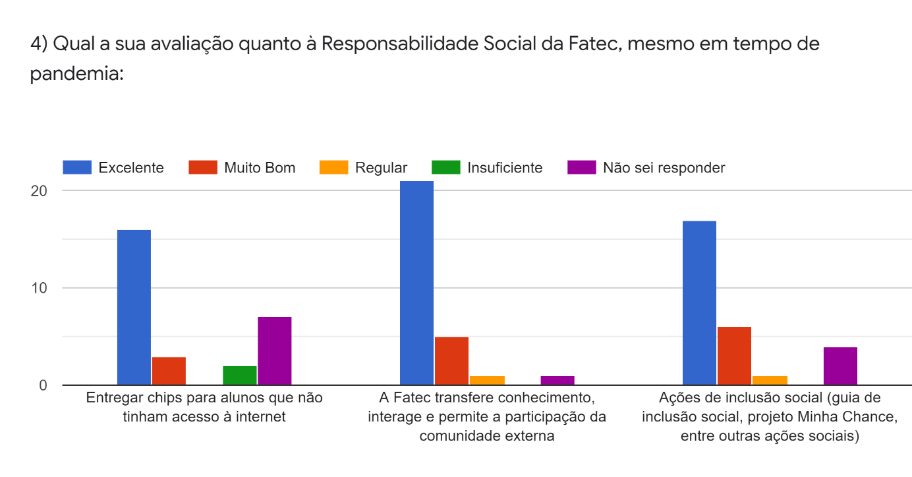 4) Qual a sua avaliação quanto à Responsabilidade Social da Fatec, mesmo em tempo de
pandemia:
Excelente
Muito Bom
Regular
Insuficiente
Não sei responder
20
10
0
Entregar chips para alunos que não
tinham acesso à internet
A Fatec transfere conhecimento,
interage e permite a participação da
comunidade externa
Ações de inclusão social (guia de
inclusão social, projeto Minha Chance,
entre outras ações sociais)